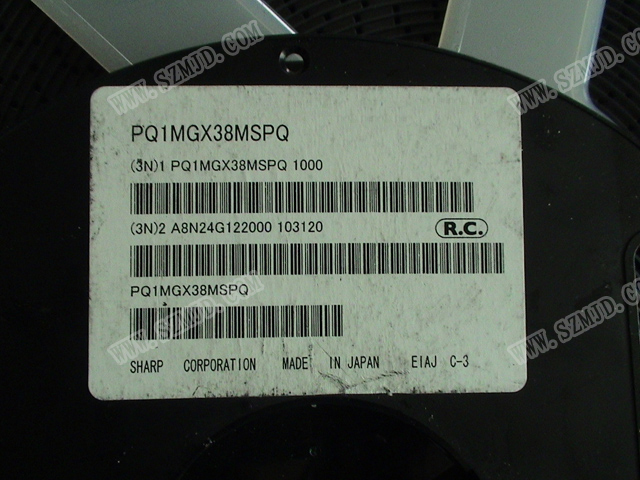 PQ1MGX38MSPQ
(3N)1 PQ1MGX38MSPQ 1000
(3N)2 A8N24G122000 103120
R.C.
PQ1MGX38MSPQ
SHARP CORPORATION MADE IN JAPAN EIAJ C-3
WWW.SZMJD.COM
WWW.SZMJD.COM
WWW.SZMJD.COM
WWW.SZMJD.COM